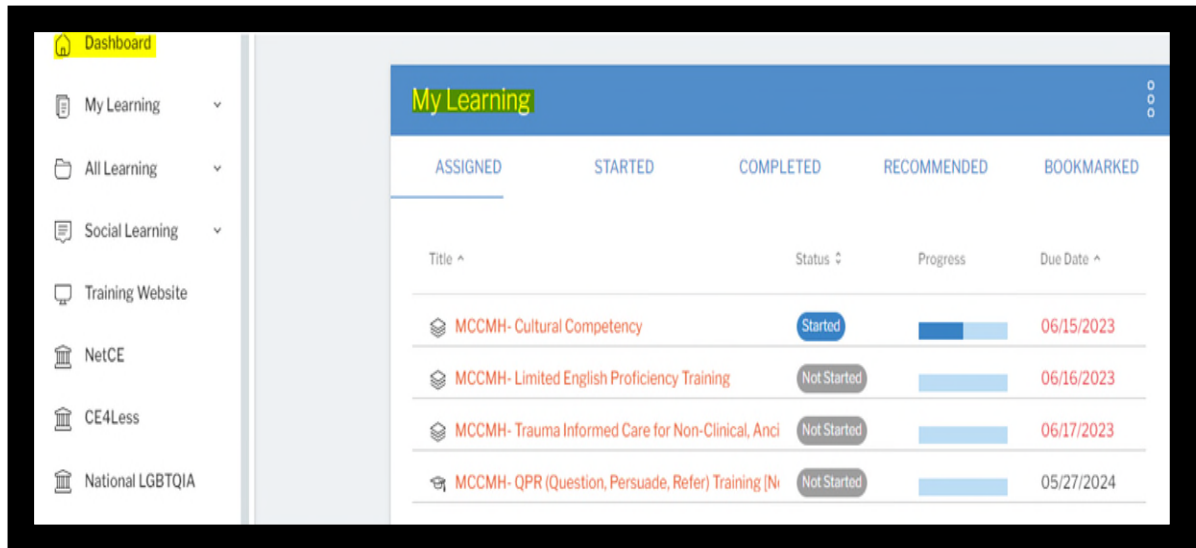 Dashboard
My Learning
All Learning
Social Learning
Training Website
NetCE
CE4Less
National LGBTQIA
My Learning
ASSIGNED STARTED COMPLETED RECOMMENDED BOOKMARKED
Title Status Progress Due Date
MCCMH- Cultural Competency Started 06/15/2023
MCCMH- Limited English Proficiency Training Not Started 06/16/2023
MCCMH- Trauma Informed Care for Non-Clinical, Anci Not Started 06/17/2023
MCCMH- QPR (Question, Persuade, Refer) Training Not Started 05/27/2024